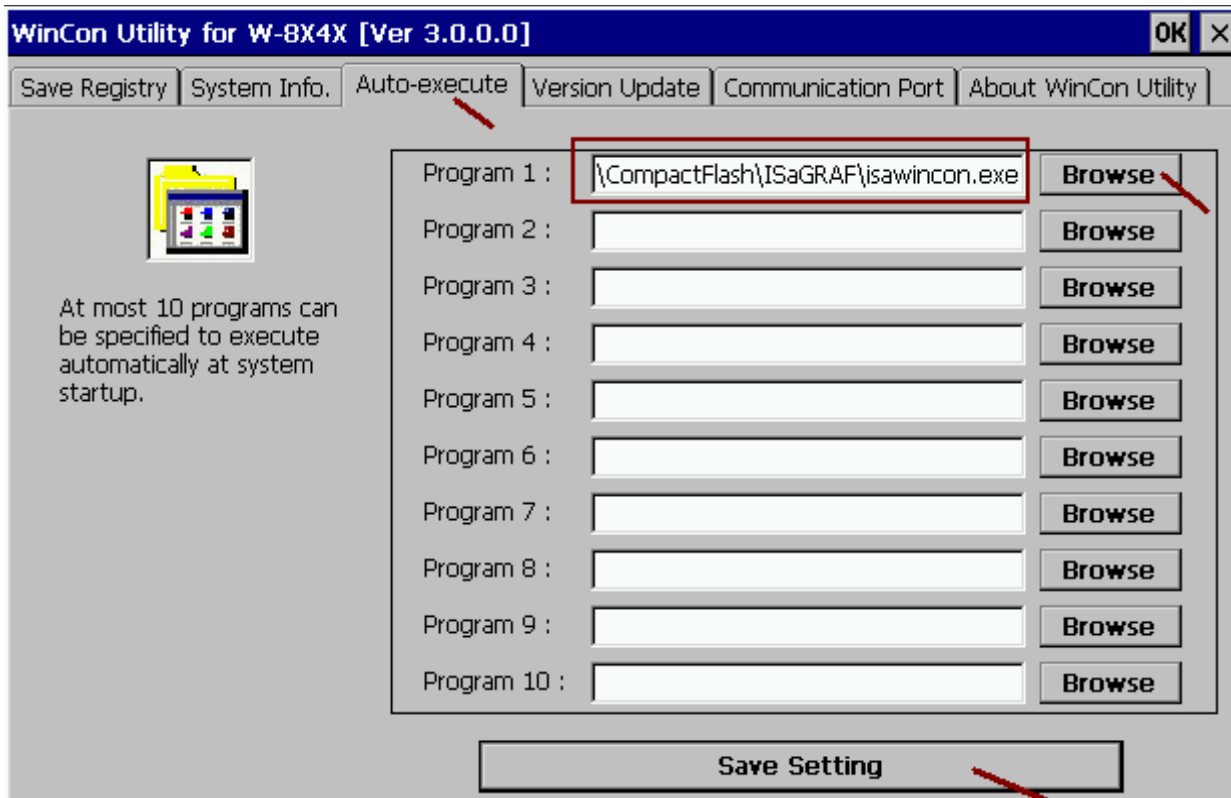 WinCon Utility for W-8X4X [Ver 3.0.0.0] OK ×
Save Registry System Info. Auto-execute Version Update Communication Port About WinCon Utility
At most 10 programs can
be specified to execute
automatically at system
startup.
Program 1 : \CompactFlash\ISaGRAF\isawincon.exe Browse
Program 2 : Browse
Program 3 : Browse
Program 4 : Browse
Program 5 : Browse
Program 6 : Browse
Program 7 : Browse
Program 8 : Browse
Program 9 : Browse
Program 10 : Browse
Save Setting